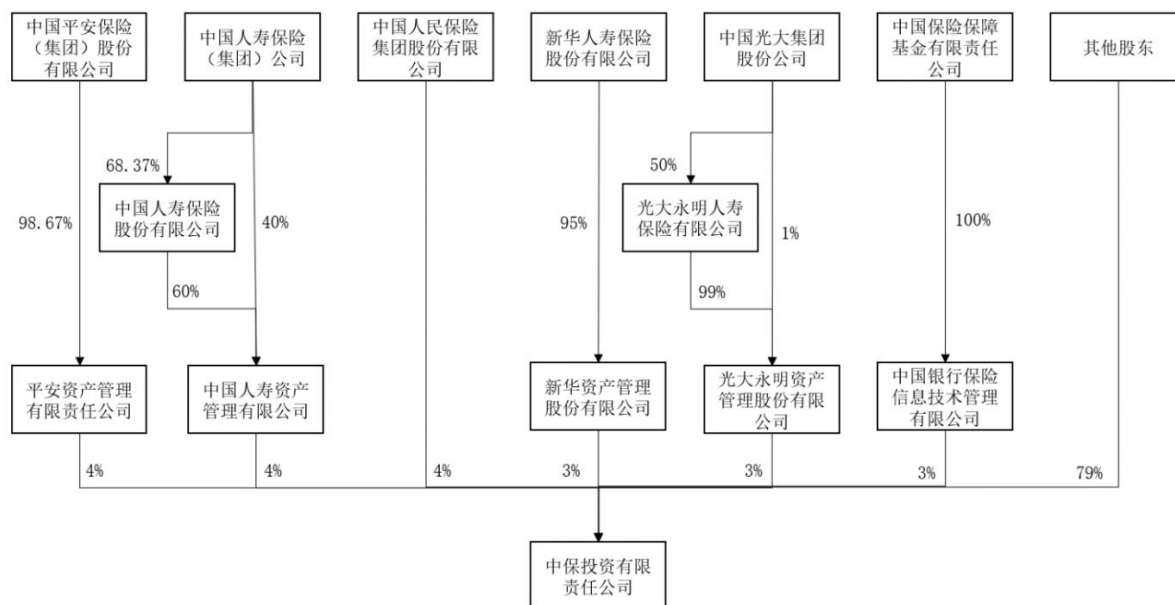 中国平安保险
（集团）股份
有限公司
中国人寿保险
（集团）公司
中国人民保险
集团股份有限
公司
新华人寿保险
股份有限公司
中国光大集团
股份公司
中国保险保障
基金有限责任
公司
其他股东
68.37%
50%
中国人寿保险
股份有限公司
光大永明人寿
保险有限公司
98.67%
40%
95%
1%
100%
60%
99%
平安资产管理
有限责任公司
中国人寿资产
管理有限公司
新华资产管理
股份有限公司
光大永明资产
管理股份有限
公司
中国银行保险
信息技术管理
有限公司
4%
4%
4%
3%
3%
3%
79%
中保投资有限
责任公司